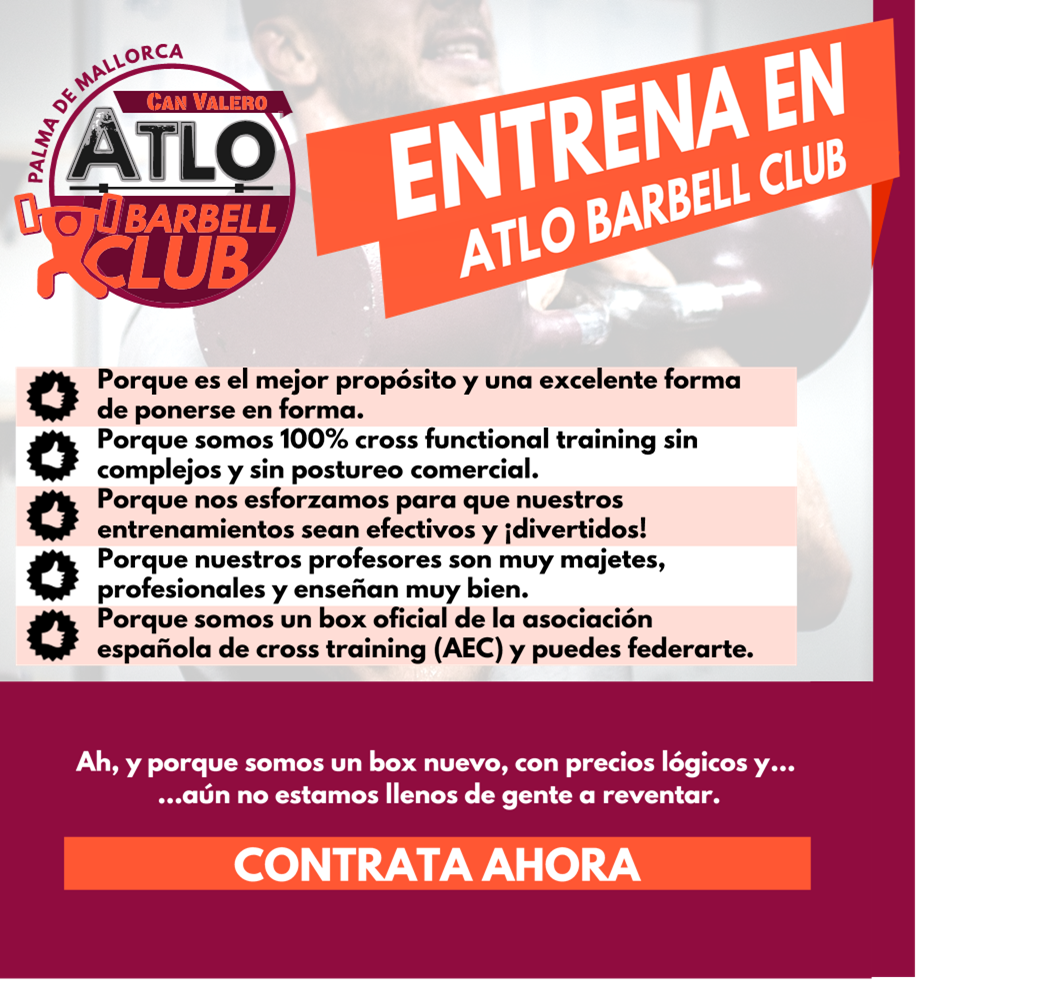 PALMA DE MALLORCA
CAN VALERO
ATLO
BARBELL
CLUB
ENTRENA EN
ATLO BARBELL CLUB
Porque es el mejor propósito y una excelente forma
de ponerse en forma.
Porque somos 100% cross functional training sin
complejos y sin postureo comercial.
Porque nos esforzamos para que nuestros
entrenamientos sean efectivos y ¡divertidos!
Porque nuestros profesores son muy majetes,
profesionales y enseñan muy bien.
Porque somos un box oficial de la asociación
española de cross training (AEC) y puedes federarte.
Ah, y porque somos un box nuevo, con precios lógicos y...
...aún no estamos llenos de gente a reventar.
CONTRATA AHORA